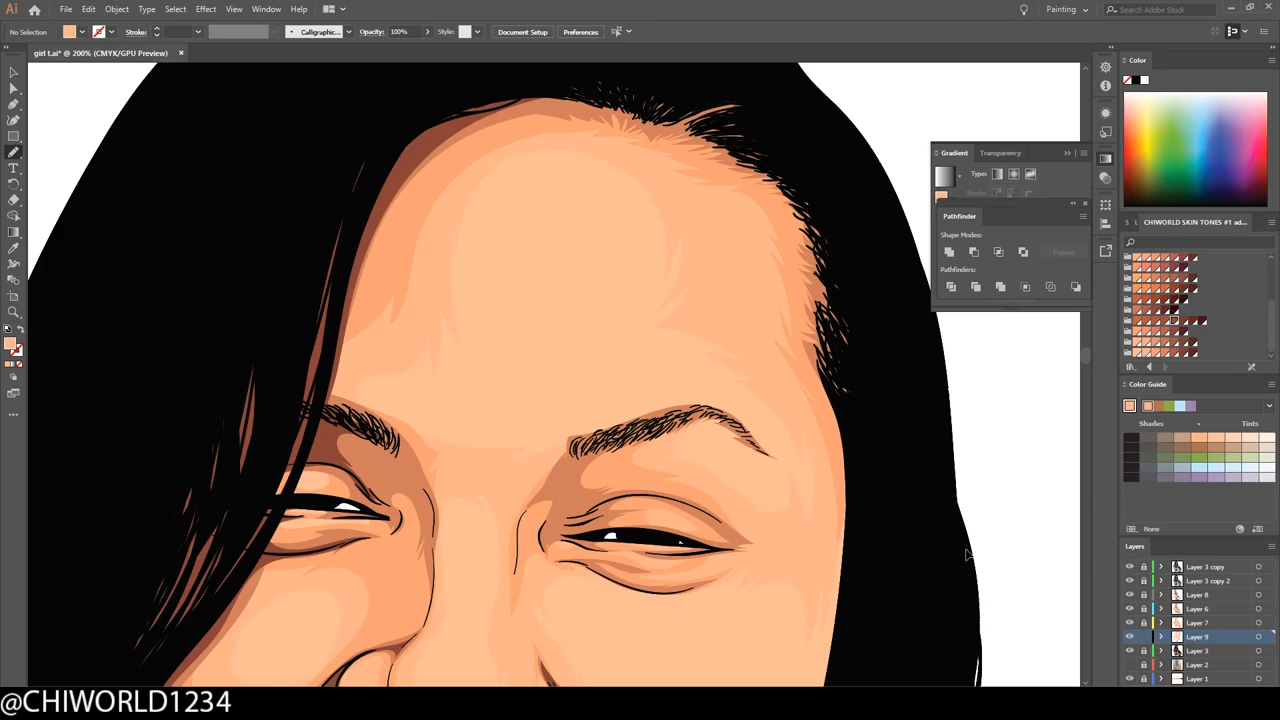 Ai File Edit Object Type Select Effect View Window Help Painting Search Adobe Stock
No Selection Stroke: Calligraphic... Opacity: 100% Style: Document Setup Preferences
girl t.ai* @ 200% (CMYK/GPU Preview)
Color
Gradient Transparency
Type:
Stroke:
Pathfinder
Shape Modes:
Expand
Pathfinders:
S L CHIWORLD SKIN TONES #1 ad...
Color Guide
Shades Tints
None
Layers
Layer 3 copy
Layer 3 copy 2
Layer 8
Layer 6
Layer 7
Layer 9
Layer 3
Layer 2
Layer 1
@CHIWORLD1234